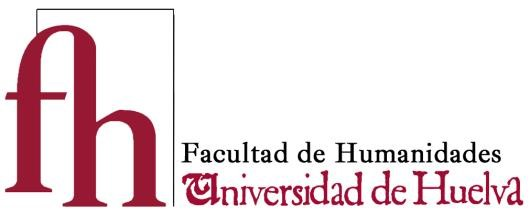 fh
Facultad de Humanidades
Universidad de Huelva